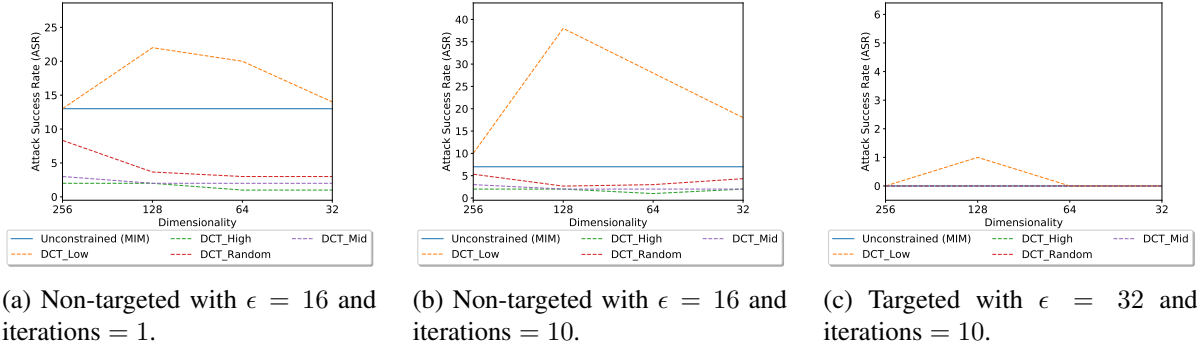 25
20
15
10
5
0
Attack Success Rate (ASR)
256 128 64 32
Dimensionality
Unconstrained (MIM) DCT_High DCT_Mid
DCT_Low DCT_Random
(a) Non-targeted with ϵ = 16 and
iterations = 1.
40
35
30
25
20
15
10
5
0
Attack Success Rate (ASR)
256 128 64 32
Dimensionality
Unconstrained (MIM) DCT_High DCT_Mid
DCT_Low DCT_Random
(b) Non-targeted with ϵ = 16 and
iterations = 10.
6
5
4
3
2
1
0
Attack Success Rate (ASR)
256 128 64 32
Dimensionality
Unconstrained (MIM) DCT_High DCT_Mid
DCT_Low DCT_Random
(c) Targeted with ϵ = 32 and
iterations = 10.